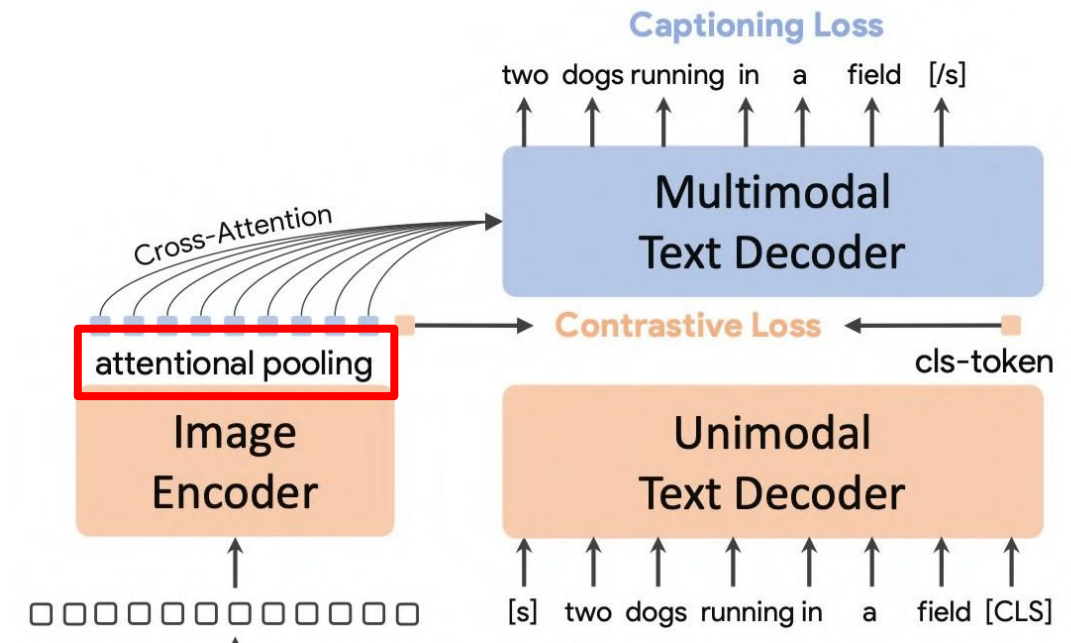 Captioning Loss
two dogs running in a field [/s]
Multimodal
Text Decoder
Cross-Attention
Contrastive Loss
attentional pooling
cls-token
Image
Encoder
Unimodal
Text Decoder
[s] two dogs running in a field [CLS]